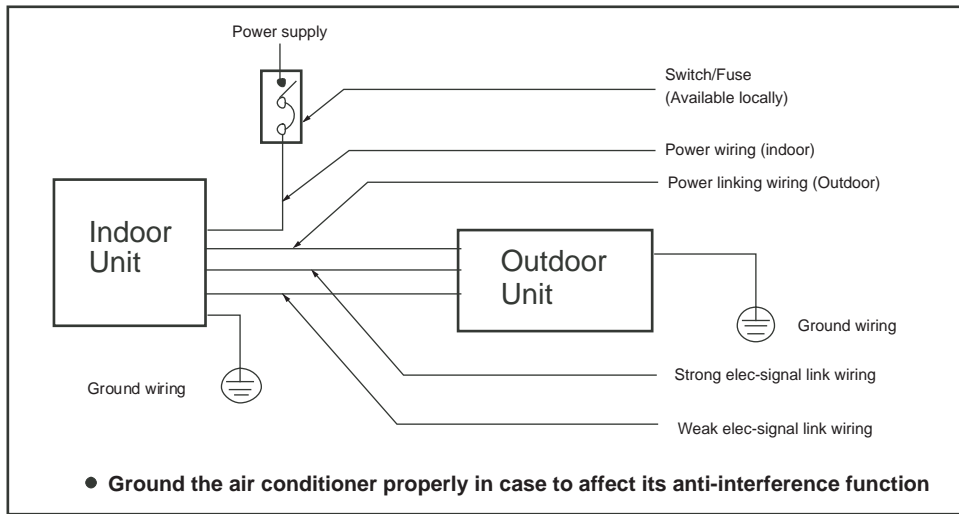 Power supply
Switch/Fuse
(Available locally)
Power wiring (indoor)
Power linking wiring (Outdoor)
Indoor
Unit
Outdoor
Unit
Ground wiring
Strong elec-signal link wiring
Ground wiring
Weak elec-signal link wiring
● Ground the air conditioner properly in case to affect its anti-interference function